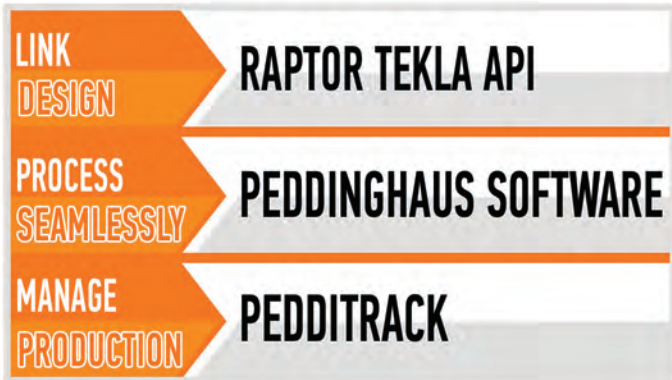 LINK
DESIGN
RAPTOR TEKLA API
PROCESS
SEAMLESSLY
PEDDINGHAUS SOFTWARE
MANAGE
PRODUCTION
PEDDITRACK